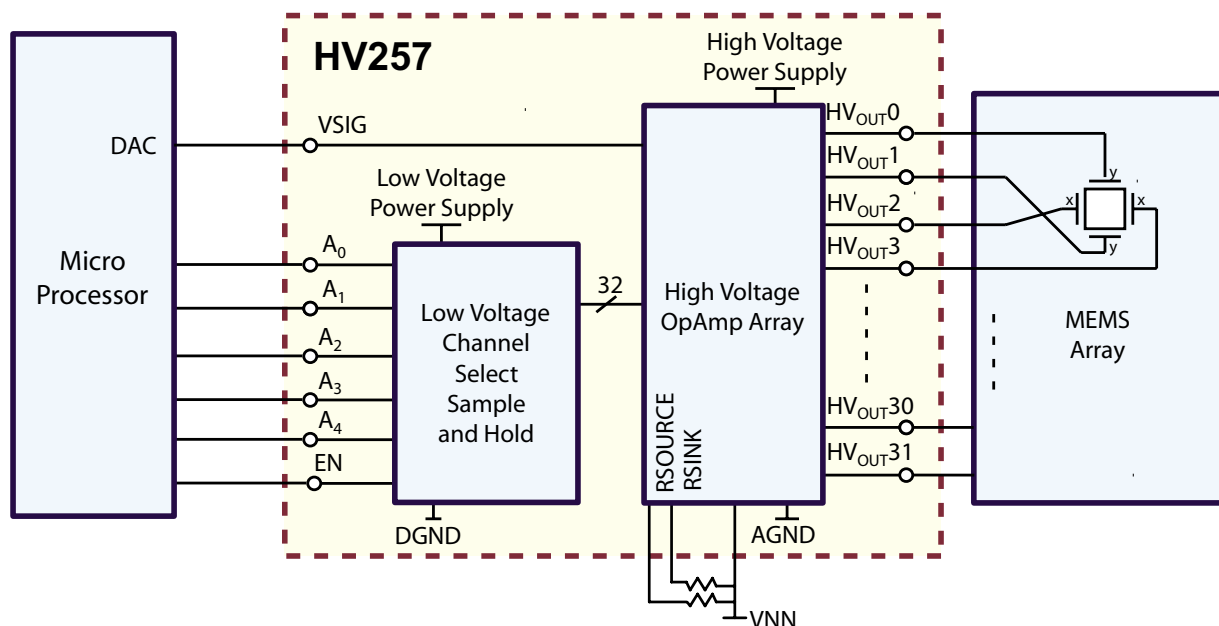 HV257
High Voltage
Power Supply
DAC
VSIG
Low Voltage
Power Supply
Micro
Processor
A0
A1
A2
A3
A4
EN
Low Voltage
Channel
Select
Sample
and Hold
DGND
32
High Voltage
OpAmp Array
RSOURCE
RSINK
AGND
VNN
HVOUT0
HVOUT1
HVOUT2
HVOUT3
HVOUT30
HVOUT31
y
x
x
y
MEMS
Array